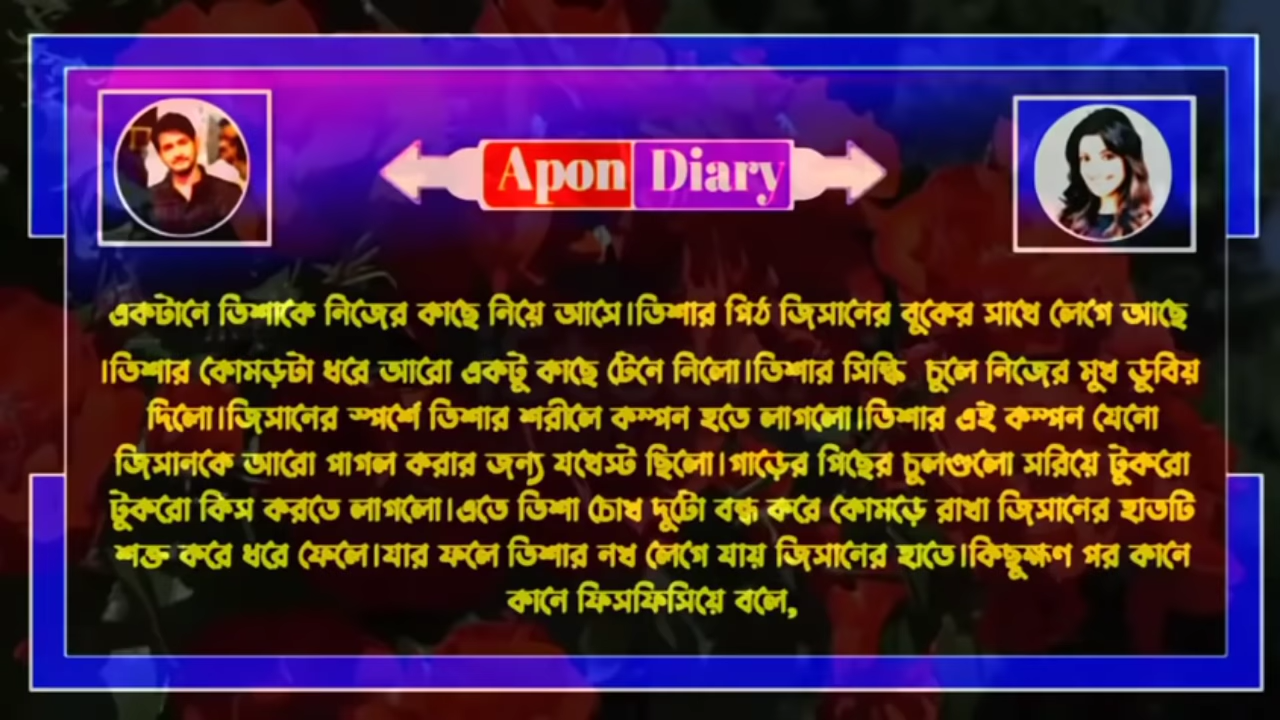 Apon Diary
একটানে তিশাকে নিজের কাছে নিয়ে আসে।তিশার পিঠ জিসানের বুকের সাথে লেগে আছে
।তিশার কোমড়টা ধরে আরো একটু কাছে টেনে নিলো।তিশার সিল্কি চুলে নিজের মুখ ডুবিয়
দিলো।জিসানের স্পর্শে তিশার শরীলে কম্পন হতে লাগলো।তিশার এই কম্পন যেনো
জিসানকে আরো পাগল করার জন্য যথেস্ট ছিলো।গাড়ের পিছের চুলগুলো সরিয়ে টুকরো
টুকরো কিস করতে লাগলো।এতে তিশা চোখ দুটো বন্ধ করে কোমড়ে রাখা জিসানের হাতটি
শক্ত করে ধরে ফেলে।যার ফলে তিশার নখ লেগে যায় জিসানের হাতে।কিছুক্ষণ পর কানে
কানে ফিসফিসিয়ে বলে,